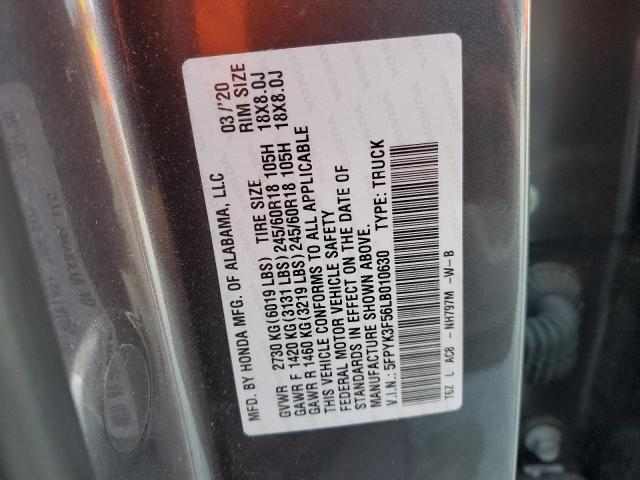 MFD. BY HONDA MFG. OF ALABAMA, LLC 03/'20
GVWR 2730 KG(6019 LBS) TIRE SIZE RIM SIZE
GAWR F 1420 KG(3131 LBS) 245/60R18 105H 18X8.0J
GAWR R 1460 KG(3219 LBS) 245/60R18 105H 18X8.0J
THIS VEHICLE CONFORMS TO ALL APPLICABLE
FEDERAL MOTOR VEHICLE SAFETY
STANDARDS IN EFFECT ON THE DATE OF
MANUFACTURE SHOWN ABOVE.
V.I.N.: 5FPYK3F56LB010630 TYPE: TRUCK
T6Z L AC8 - NH797M -W-B